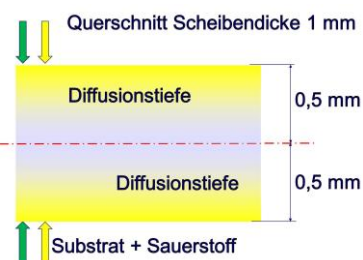 Querschnitt Scheibendicke 1 mm
Diffusionstiefe
0,5 mm
Diffusionstiefe
0,5 mm
Substrat + Sauerstoff